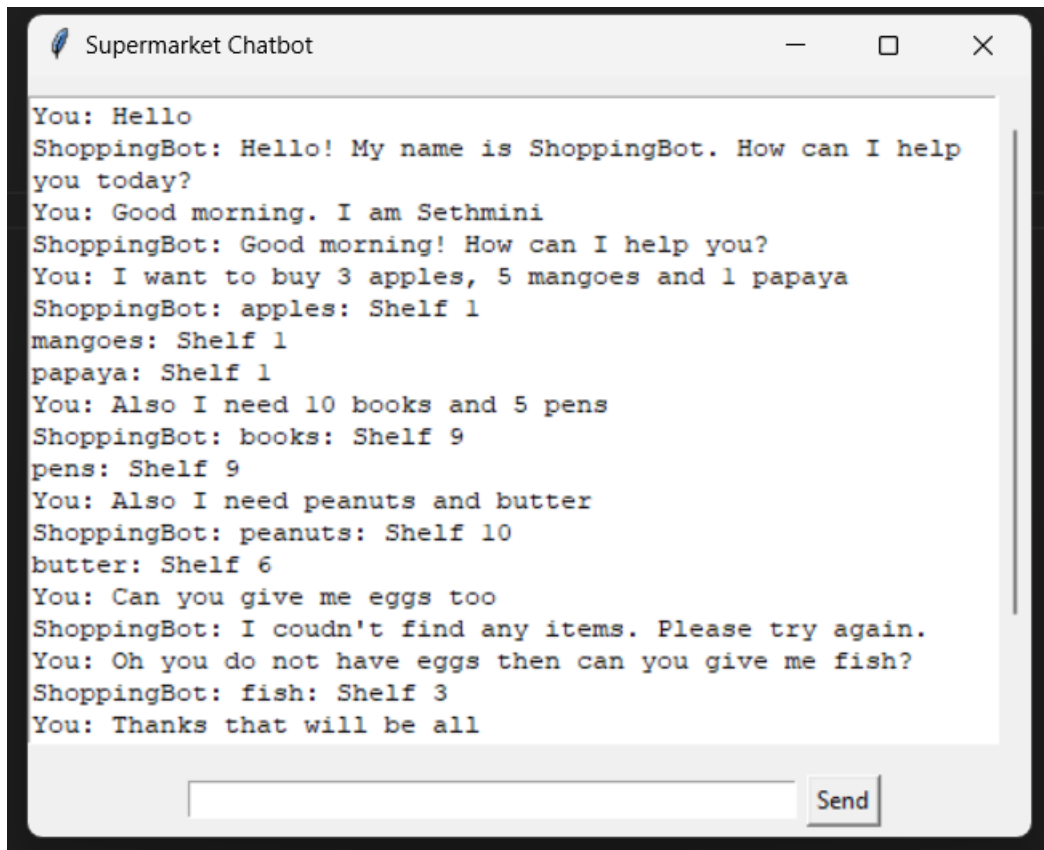 Supermarket Chatbot
You: Hello
ShoppingBot: Hello! My name is ShoppingBot. How can I help
you today?
You: Good morning. I am Sethmini
ShoppingBot: Good morning! How can I help you?
You: I want to buy 3 apples, 5 mangoes and 1 papaya
ShoppingBot: apples: Shelf 1
mangoes: Shelf 1
papaya: Shelf 1
You: Also I need 10 books and 5 pens
ShoppingBot: books: Shelf 9
pens: Shelf 9
You: Also I need peanuts and butter
ShoppingBot: peanuts: Shelf 10
butter: Shelf 6
You: Can you give me eggs too
ShoppingBot: I coudn't find any items. Please try again.
You: Oh you do not have eggs then can you give me fish?
ShoppingBot: fish: Shelf 3
You: Thanks that will be all
Send